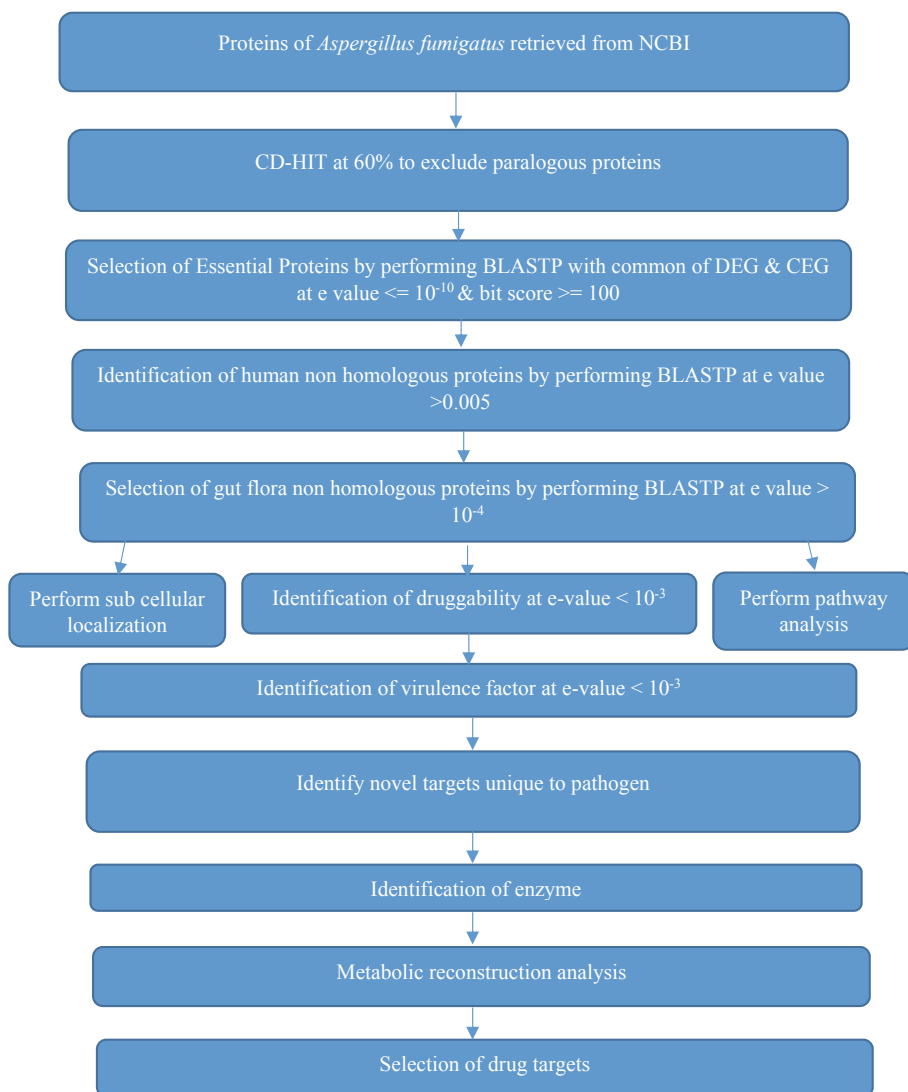 Proteins of Aspergillus fumigatus retrieved from NCBI
CD-HIT at 60% to exclude paralogous proteins
Selection of Essential Proteins by performing BLASTP with common of DEG & CEG
at e value <= 10⁻¹⁰ & bit score >= 100
Identification of human non homologous proteins by performing BLASTP at e value
>0.005
Selection of gut flora non homologous proteins by performing BLASTP at e value >
10⁻⁴
Perform sub cellular
localization
Identification of druggability at e-value < 10⁻³
Perform pathway
analysis
Identification of virulence factor at e-value < 10⁻³
Identify novel targets unique to pathogen
Identification of enzyme
Metabolic reconstruction analysis
Selection of drug targets